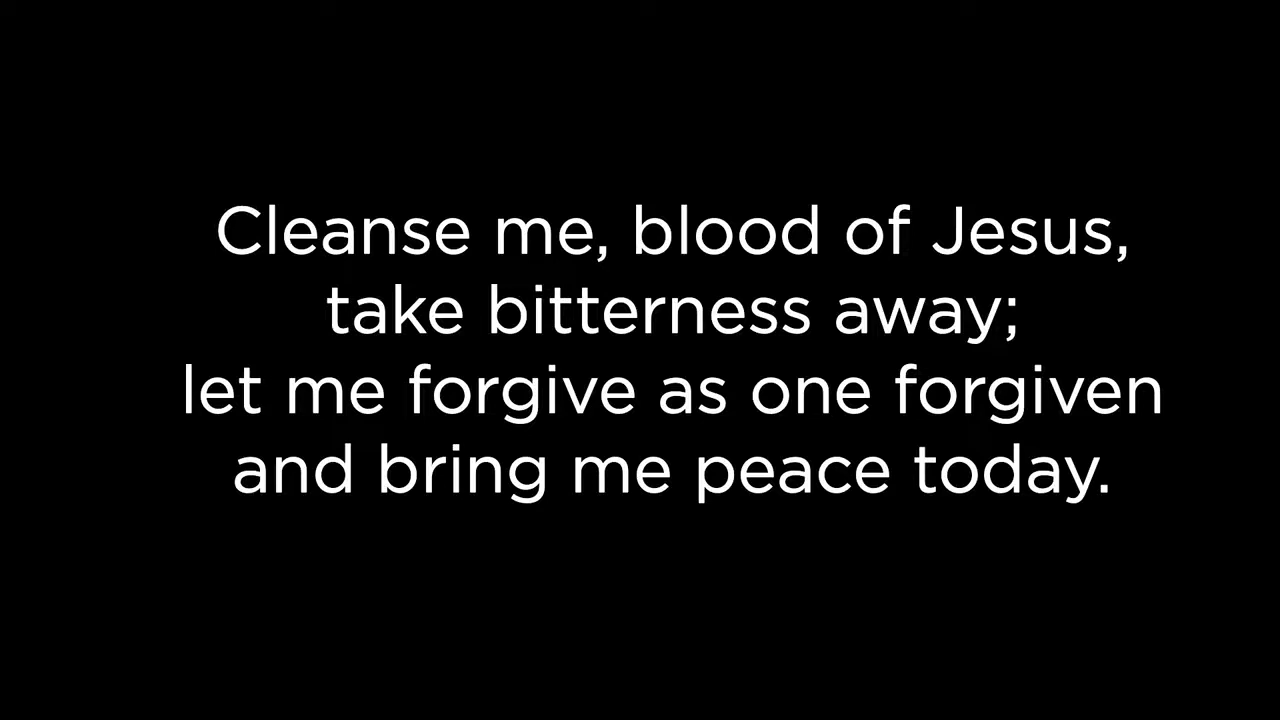 Cleanse me, blood of Jesus,
take bitterness away;
let me forgive as one forgiven
and bring me peace today.